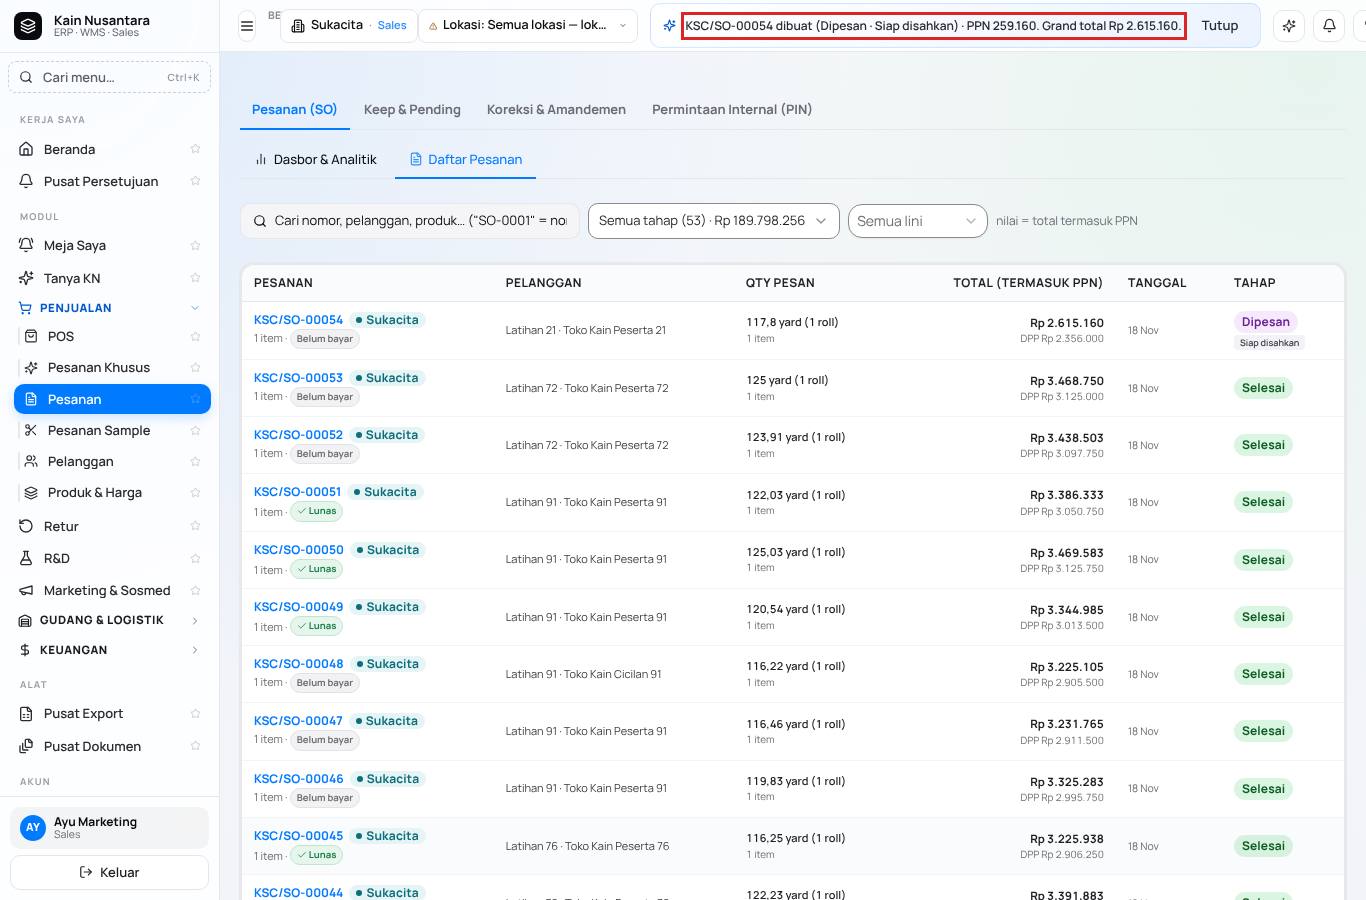 Kain Nusantara
ERP · WMS · Sales
Cari menu... Ctrl+K
KERJA SAYA
Beranda
Pusat Persetujuan
MODUL
Meja Saya
Tanya KN
PENJUALAN
POS
Pesanan Khusus
Pesanan
Pesanan Sample
Pelanggan
Produk & Harga
Retur
R&D
Marketing & Sosmed
GUDANG & LOGISTIK
KEUANGAN
ALAT
Pusat Export
Pusat Dokumen
AKUN
AY Ayu Marketing
Sales
Keluar
Sukacita · Sales
Lokasi: Semua lokasi — lok...
KSC/SO-00054 dibuat (Dipesan · Siap disahkan) · PPN 259.160. Grand total Rp 2.615.160.
Tutup
Pesanan (SO) Keep & Pending Koreksi & Amandemen Permintaan Internal (PIN)
Dasbor & Analitik Daftar Pesanan
Cari nomor, pelanggan, produk... ("SO-0001" = no
Semua tahap (53) · Rp 189.798.256
Semua lini
nilai = total termasuk PPN
PESANAN PELANGGAN QTY PESAN TOTAL (TERMASUK PPN) TANGGAL TAHAP
KSC/SO-00054 Sukacita Latihan 21 · Toko Kain Peserta 21 117,8 yard (1 roll) Rp 2.615.160 18 Nov Dipesan
1 item · Belum bayar 1 item DPP Rp 2.356.000 Siap disahkan
KSC/SO-00053 Sukacita Latihan 72 · Toko Kain Peserta 72 125 yard (1 roll) Rp 3.468.750 18 Nov Selesai
1 item · Belum bayar 1 item DPP Rp 3.125.000
KSC/SO-00052 Sukacita Latihan 72 · Toko Kain Peserta 72 123,91 yard (1 roll) Rp 3.438.503 18 Nov Selesai
1 item · Belum bayar 1 item DPP Rp 3.097.750
KSC/SO-00051 Sukacita Latihan 91 · Toko Kain Peserta 91 122,03 yard (1 roll) Rp 3.386.333 18 Nov Selesai
1 item · Lunas 1 item DPP Rp 3.050.750
KSC/SO-00050 Sukacita Latihan 91 · Toko Kain Peserta 91 125,03 yard (1 roll) Rp 3.469.583 18 Nov Selesai
1 item · Lunas 1 item DPP Rp 3.125.750
KSC/SO-00049 Sukacita Latihan 91 · Toko Kain Peserta 91 120,54 yard (1 roll) Rp 3.344.985 18 Nov Selesai
1 item · Lunas 1 item DPP Rp 3.013.500
KSC/SO-00048 Sukacita Latihan 91 · Toko Kain Cicilan 91 116,22 yard (1 roll) Rp 3.225.105 18 Nov Selesai
1 item · Belum bayar 1 item DPP Rp 2.905.500
KSC/SO-00047 Sukacita Latihan 91 · Toko Kain Peserta 91 116,46 yard (1 roll) Rp 3.231.765 18 Nov Selesai
1 item · Belum bayar 1 item DPP Rp 2.911.500
KSC/SO-00046 Sukacita Latihan 91 · Toko Kain Peserta 91 119,83 yard (1 roll) Rp 3.325.283 18 Nov Selesai
1 item · Belum bayar 1 item DPP Rp 2.995.750
KSC/SO-00045 Sukacita Latihan 76 · Toko Kain Peserta 76 116,25 yard (1 roll) Rp 3.225.938 18 Nov Selesai
1 item · Lunas 1 item DPP Rp 2.906.250
KSC/SO-00044 Sukacita 122,23 yard (1 roll) Rp 3.391.883